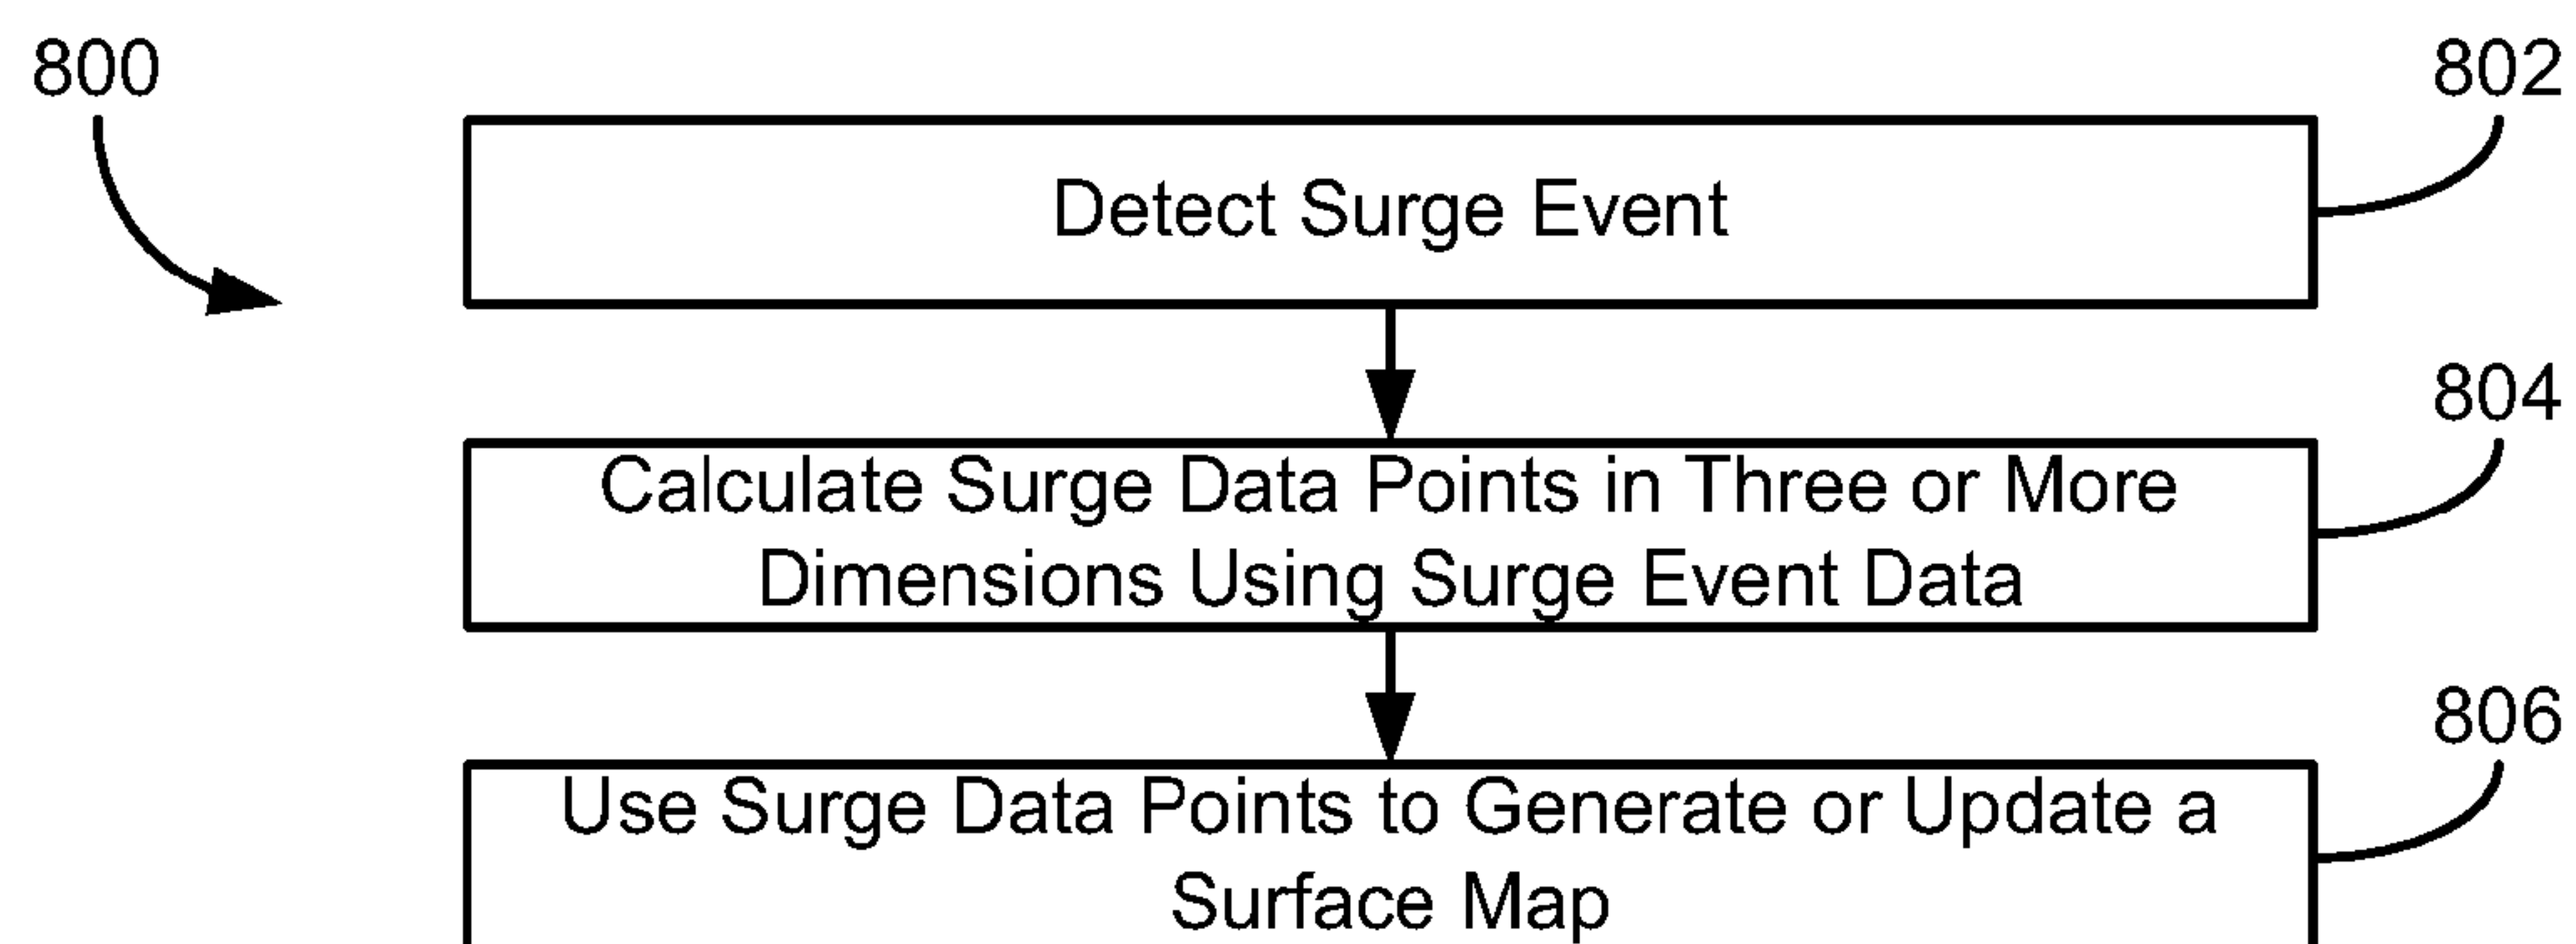 800
802
Detect Surge Event
804
Calculate Surge Data Points in Three or More
Dimensions Using Surge Event Data
806
Use Surge Data Points to Generate or Update a
Surface Map